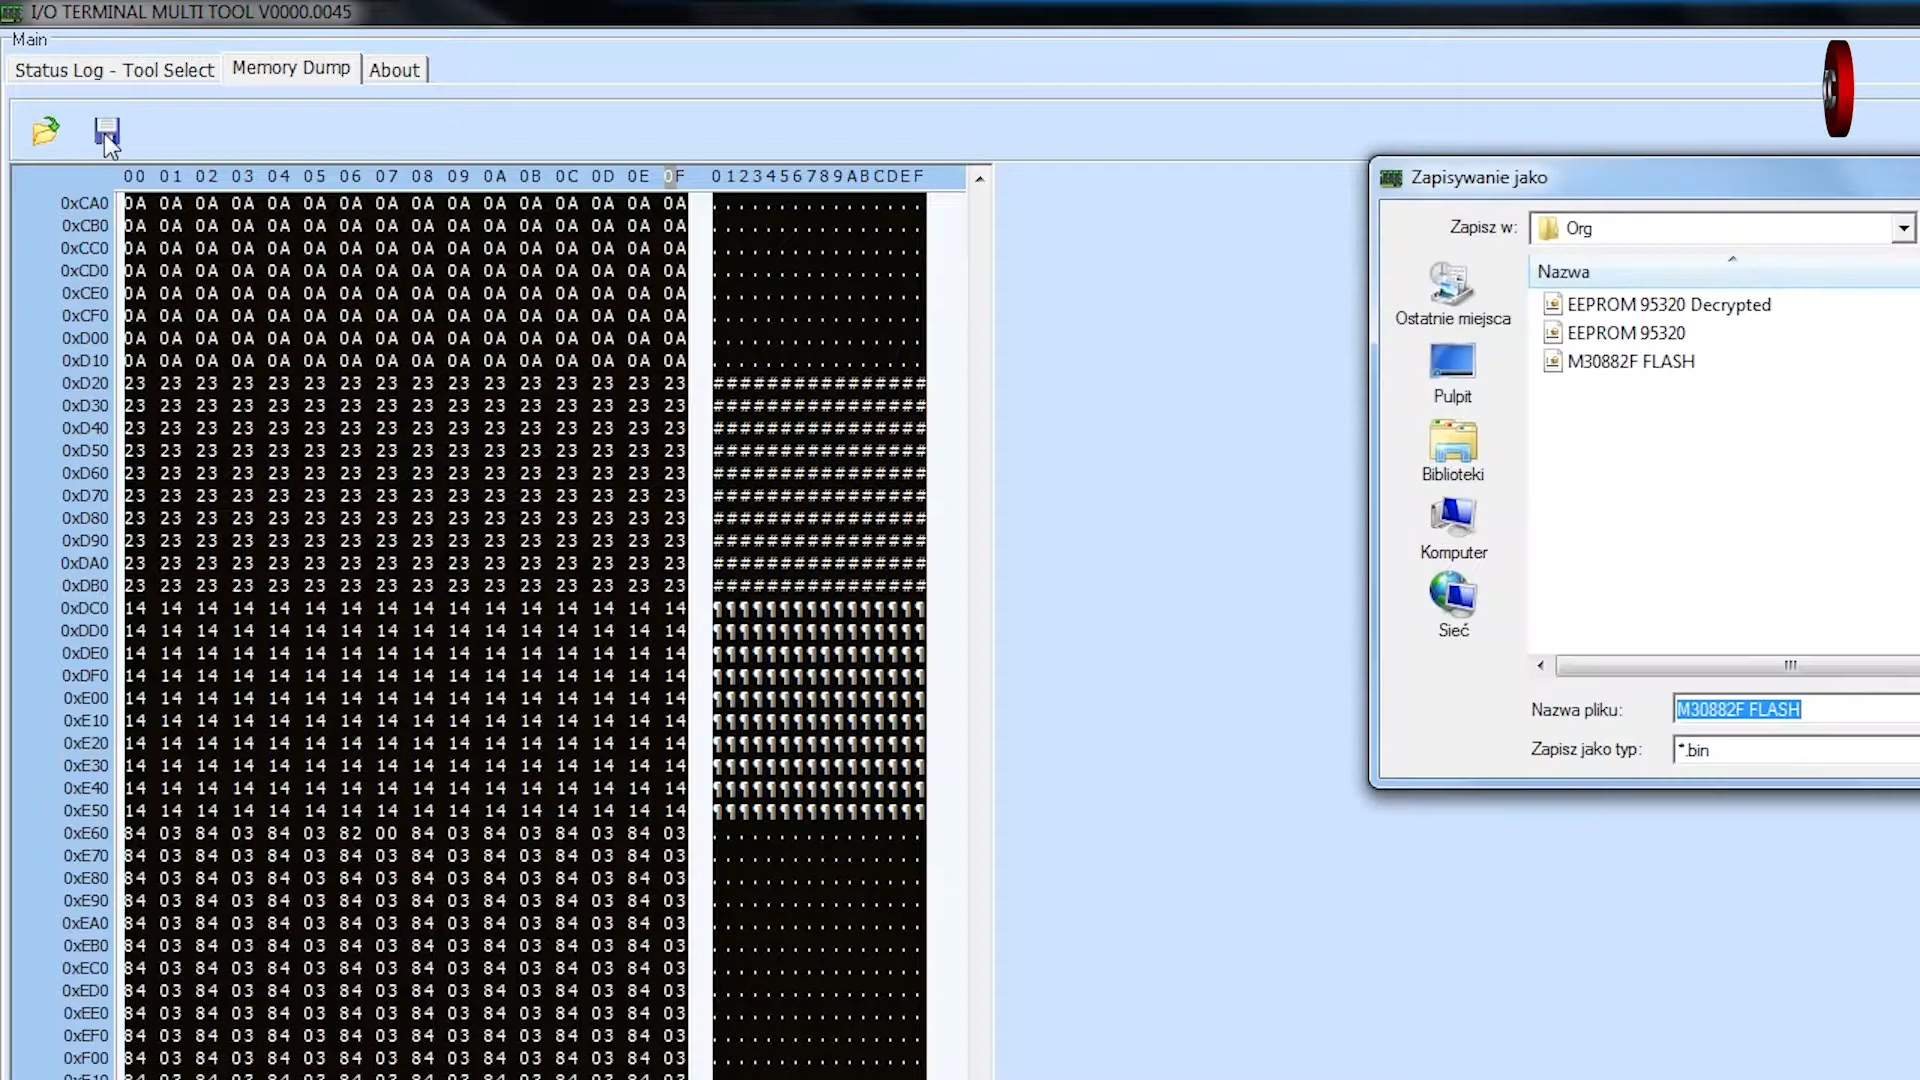 I/O TERMINAL MULTI TOOL V0000.0045
Main
Status Log - Tool Select Memory Dump About
00 01 02 03 04 05 06 07 08 09 0A 0B 0C 0D 0E 0F 0123456789ABCDEF
0xCA0 0A 0A 0A 0A 0A 0A 0A 0A 0A 0A 0A 0A 0A 0A 0A 0A ................
0xCB0 0A 0A 0A 0A 0A 0A 0A 0A 0A 0A 0A 0A 0A 0A 0A 0A ................
0xCC0 0A 0A 0A 0A 0A 0A 0A 0A 0A 0A 0A 0A 0A 0A 0A 0A ................
0xCD0 0A 0A 0A 0A 0A 0A 0A 0A 0A 0A 0A 0A 0A 0A 0A 0A ................
0xCE0 0A 0A 0A 0A 0A 0A 0A 0A 0A 0A 0A 0A 0A 0A 0A 0A ................
0xCF0 0A 0A 0A 0A 0A 0A 0A 0A 0A 0A 0A 0A 0A 0A 0A 0A ................
0xD00 0A 0A 0A 0A 0A 0A 0A 0A 0A 0A 0A 0A 0A 0A 0A 0A ................
0xD10 0A 0A 0A 0A 0A 0A 0A 0A 0A 0A 0A 0A 0A 0A 0A 0A ................
0xD20 23 23 23 23 23 23 23 23 23 23 23 23 23 23 23 23 ################
0xD30 23 23 23 23 23 23 23 23 23 23 23 23 23 23 23 23 ################
0xD40 23 23 23 23 23 23 23 23 23 23 23 23 23 23 23 23 ################
0xD50 23 23 23 23 23 23 23 23 23 23 23 23 23 23 23 23 ################
0xD60 23 23 23 23 23 23 23 23 23 23 23 23 23 23 23 23 ################
0xD70 23 23 23 23 23 23 23 23 23 23 23 23 23 23 23 23 ################
0xD80 23 23 23 23 23 23 23 23 23 23 23 23 23 23 23 23 ################
0xD90 23 23 23 23 23 23 23 23 23 23 23 23 23 23 23 23 ################
0xDA0 23 23 23 23 23 23 23 23 23 23 23 23 23 23 23 23 ################
0xDB0 23 23 23 23 23 23 23 23 23 23 23 23 23 23 23 23 ################
0xDC0 14 14 14 14 14 14 14 14 14 14 14 14 14 14 14 14 ¶¶¶¶¶¶¶¶¶¶¶¶¶¶¶¶
0xDD0 14 14 14 14 14 14 14 14 14 14 14 14 14 14 14 14 ¶¶¶¶¶¶¶¶¶¶¶¶¶¶¶¶
0xDE0 14 14 14 14 14 14 14 14 14 14 14 14 14 14 14 14 ¶¶¶¶¶¶¶¶¶¶¶¶¶¶¶¶
0xDF0 14 14 14 14 14 14 14 14 14 14 14 14 14 14 14 14 ¶¶¶¶¶¶¶¶¶¶¶¶¶¶¶¶
0xE00 14 14 14 14 14 14 14 14 14 14 14 14 14 14 14 14 ¶¶¶¶¶¶¶¶¶¶¶¶¶¶¶¶
0xE10 14 14 14 14 14 14 14 14 14 14 14 14 14 14 14 14 ¶¶¶¶¶¶¶¶¶¶¶¶¶¶¶¶
0xE20 14 14 14 14 14 14 14 14 14 14 14 14 14 14 14 14 ¶¶¶¶¶¶¶¶¶¶¶¶¶¶¶¶
0xE30 14 14 14 14 14 14 14 14 14 14 14 14 14 14 14 14 ¶¶¶¶¶¶¶¶¶¶¶¶¶¶¶¶
0xE40 14 14 14 14 14 14 14 14 14 14 14 14 14 14 14 14 ¶¶¶¶¶¶¶¶¶¶¶¶¶¶¶¶
0xE50 14 14 14 14 14 14 14 14 14 14 14 14 14 14 14 14 ¶¶¶¶¶¶¶¶¶¶¶¶¶¶¶¶
0xE60 84 03 84 03 84 03 82 00 84 03 84 03 84 03 84 03 ................
0xE70 84 03 84 03 84 03 84 03 84 03 84 03 84 03 84 03 ................
0xE80 84 03 84 03 84 03 84 03 84 03 84 03 84 03 84 03 ................
0xE90 84 03 84 03 84 03 84 03 84 03 84 03 84 03 84 03 ................
0xEA0 84 03 84 03 84 03 84 03 84 03 84 03 84 03 84 03 ................
0xEB0 84 03 84 03 84 03 84 03 84 03 84 03 84 03 84 03 ................
0xEC0 84 03 84 03 84 03 84 03 84 03 84 03 84 03 84 03 ................
0xED0 84 03 84 03 84 03 84 03 84 03 84 03 84 03 84 03 ................
0xEE0 84 03 84 03 84 03 84 03 84 03 84 03 84 03 84 03 ................
0xEF0 84 03 84 03 84 03 84 03 84 03 84 03 84 03 84 03 ................
0xF00 84 03 84 03 84 03 84 03 84 03 84 03 84 03 84 03 ................
Zapisywanie jako
Zapisz w: Org
Ostatnie miejsca
Pulpit
Biblioteki
Komputer
Sieć
Nazwa
EEPROM 95320 Decrypted
EEPROM 95320
M30882F FLASH
Nazwa pliku: M30882F FLASH
Zapisz jako typ: *.bin